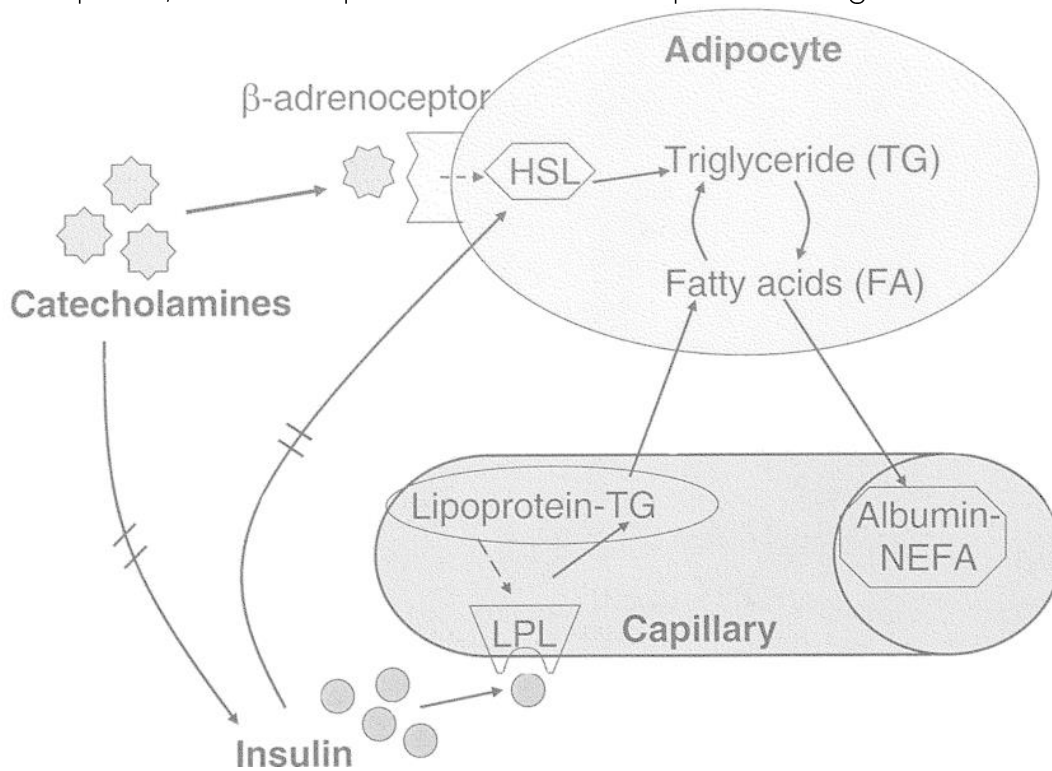 Adipocyte
β-adrenoceptor
HSL
Triglyceride (TG)
Fatty acids (FA)
Catecholamines
Lipoprotein-TG
Albumin-
NEFA
LPL
Capillary
Insulin